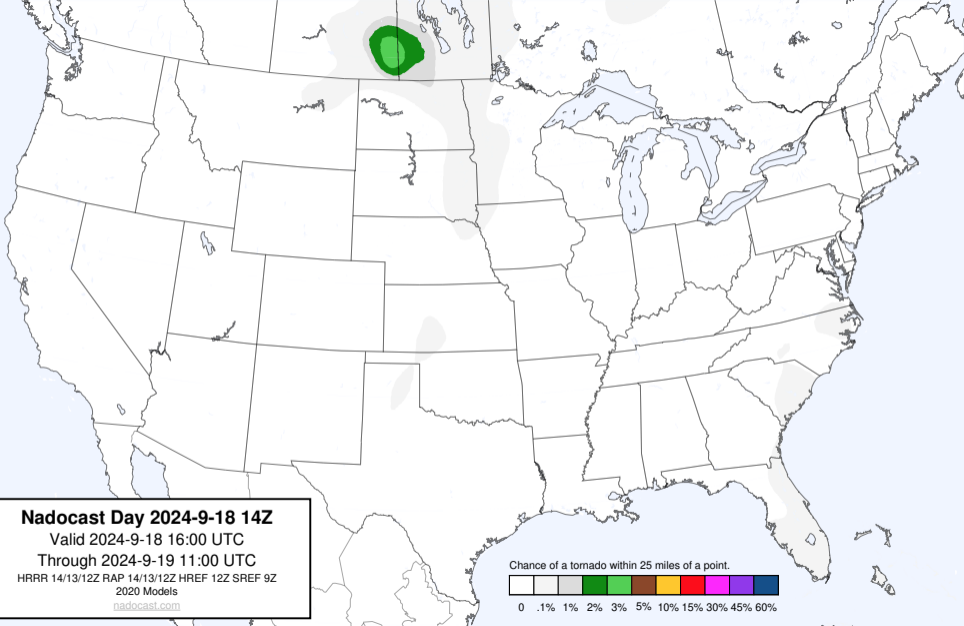 Nadocast Day 2024-9-18 14Z
Valid 2024-9-18 16:00 UTC
Through 2024-9-19 11:00 UTC
HRRR 14/13/12Z RAP 14/13/12Z HREF 12Z SREF 9Z
2020 Models
nadocast.com
Chance of a tornado within 25 miles of a point.
0 .1% 1% 2% 3% 5% 10% 15% 30% 45% 60%